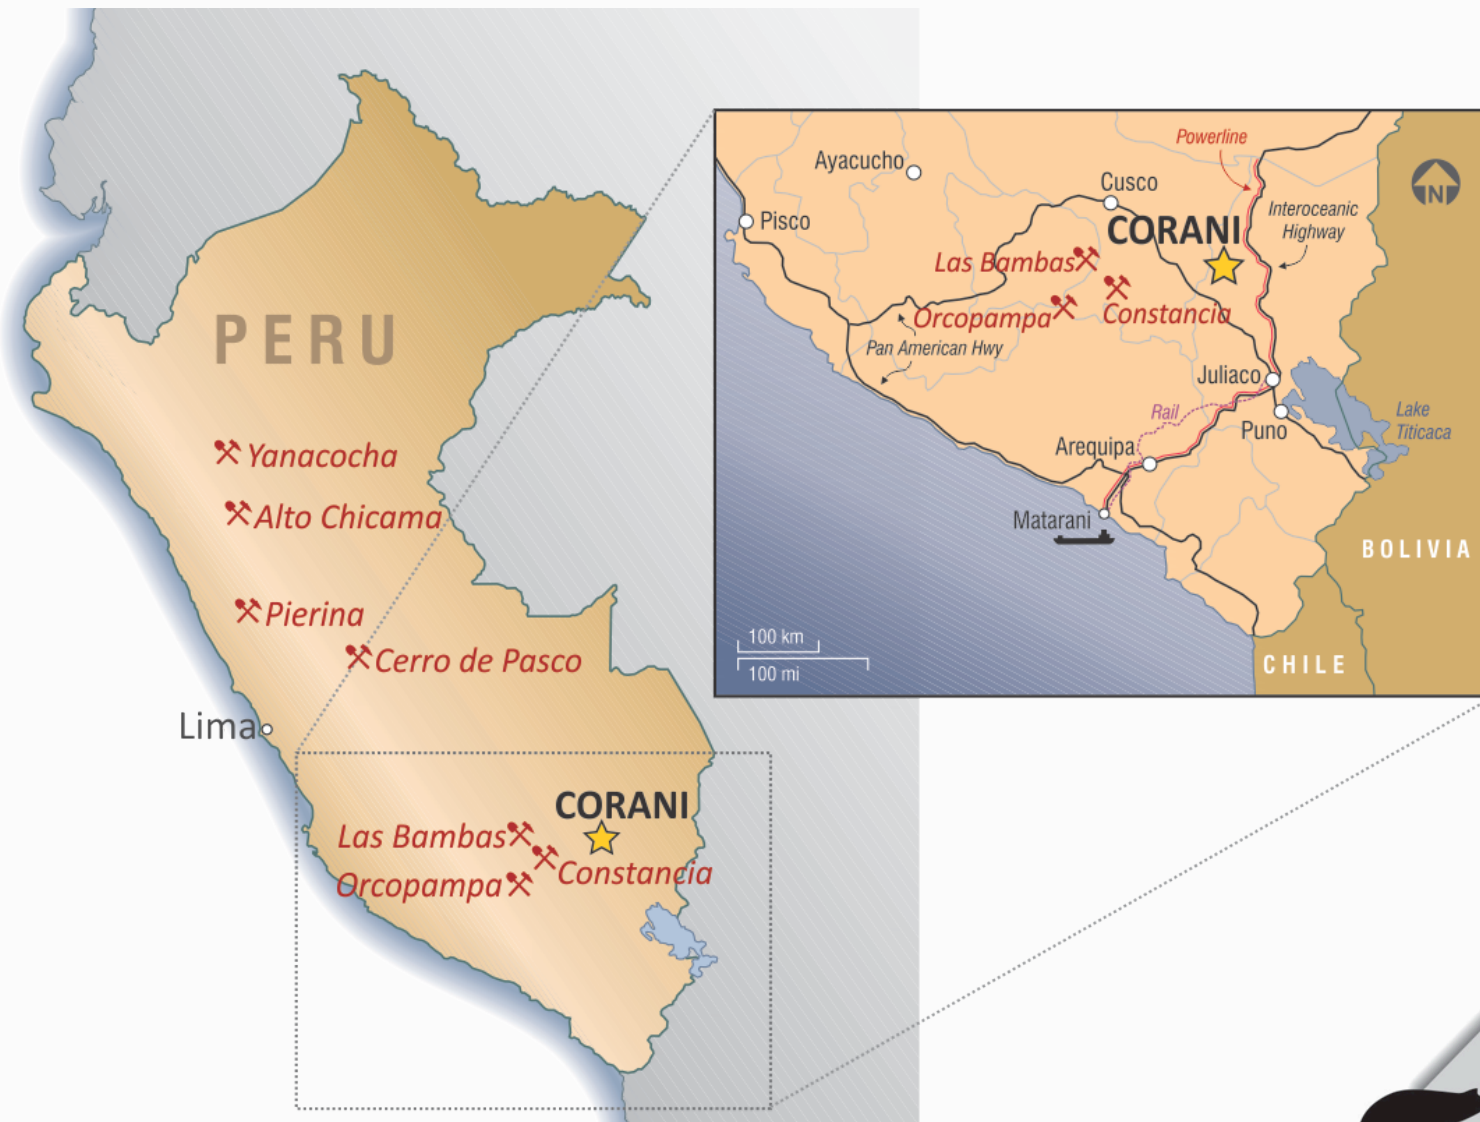 PERU
Yanacocha
Alto Chicama
Pierina
Cerro de Pasco
Lima
CORANI
Las Bambas
Constancia
Orcopampa
Powerline
Ayacucho
N
Cusco
Pisco
Interoceanic
Highway
CORANI
Las Bambas
Constancia
Orcopampa
Pan American Hwy
Juliaco
Lake
Titicaca
Rail
Puno
Arequipa
Matarani
BOLIVIA
100 km
100 mi
CHILE